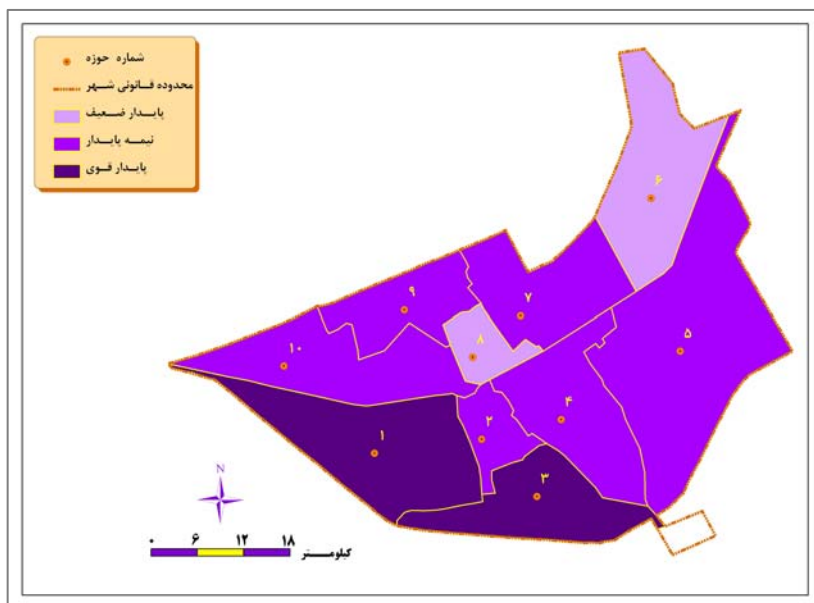 شماره حوزه
محدوده قانونی شهر
پایدار ضعیف
نیمه پایدار
پایدار قوی
۶
۹
۷
۵
۱۰
۸
۴
۲
۱
۳
N
۰ ۶ ۱۲ ۱۸
کیلومتر